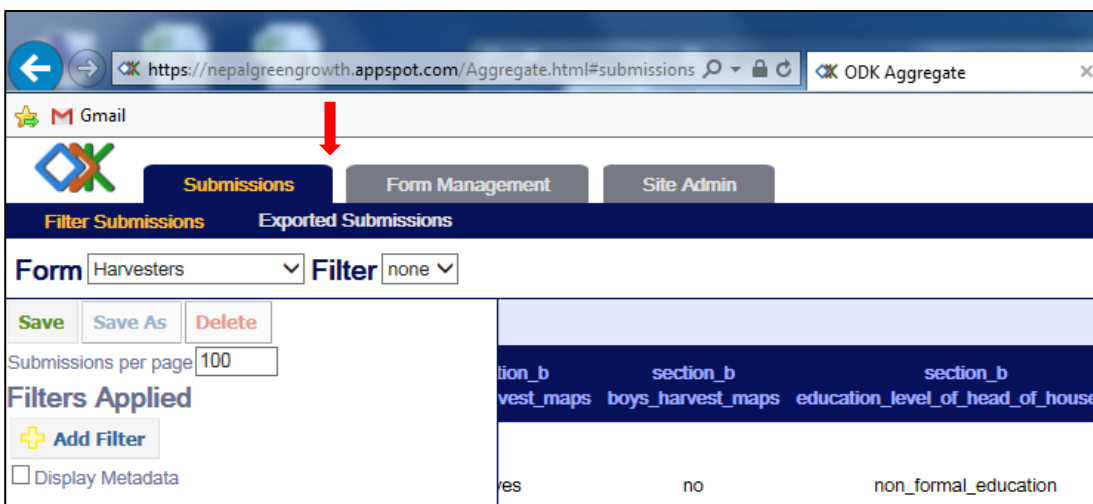 https://nepalgreengrowth.appspot.com/Aggregate.html#submissions ODK Aggregate
Gmail
Submissions Form Management Site Admin
Filter Submissions Exported Submissions
Form Harvesters Filter none
Save Save As Delete
Submissions per page 100
Filters Applied
Add Filter
Display Metadata
tion_b section_b section_b
vest_maps boys_harvest_maps education_level_of_head_of_house
yes no non_formal_education